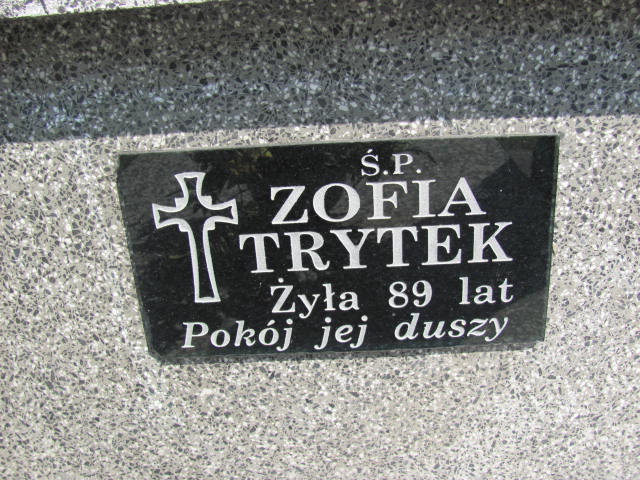 Ś.P.
ZOFIA
TRYTEK
Żyła 89 lat
Pokój jej duszy